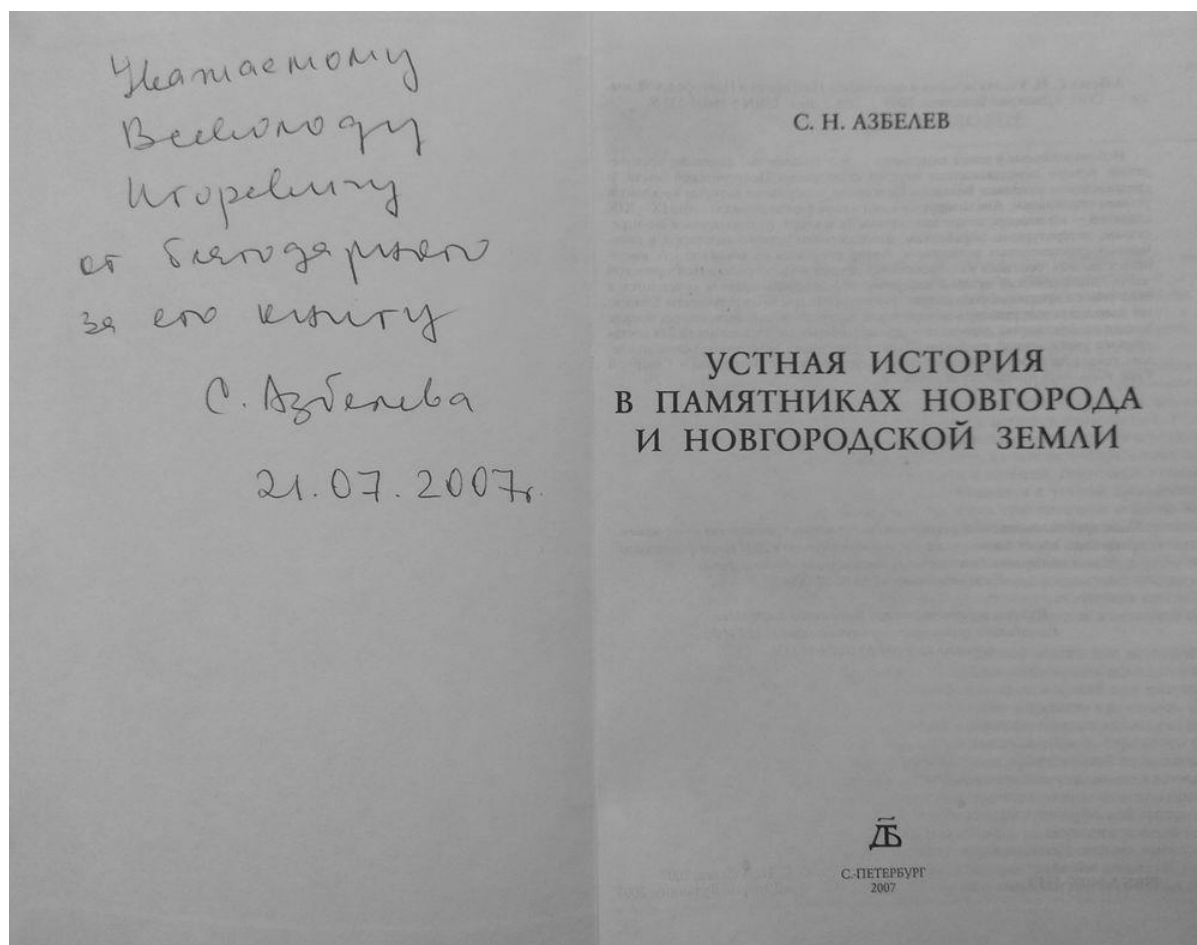 Уважаемому
Всеволоду
Игоревичу
от благодарного
за его книгу
С. Азбелева
21.07.2007г.
С. Н. АЗБЕЛЕВ
УСТНАЯ ИСТОРИЯ
В ПАМЯТНИКАХ НОВГОРОДА
И НОВГОРОДСКОЙ ЗЕМЛИ
ДБ
С.-ПЕТЕРБУРГ
2007